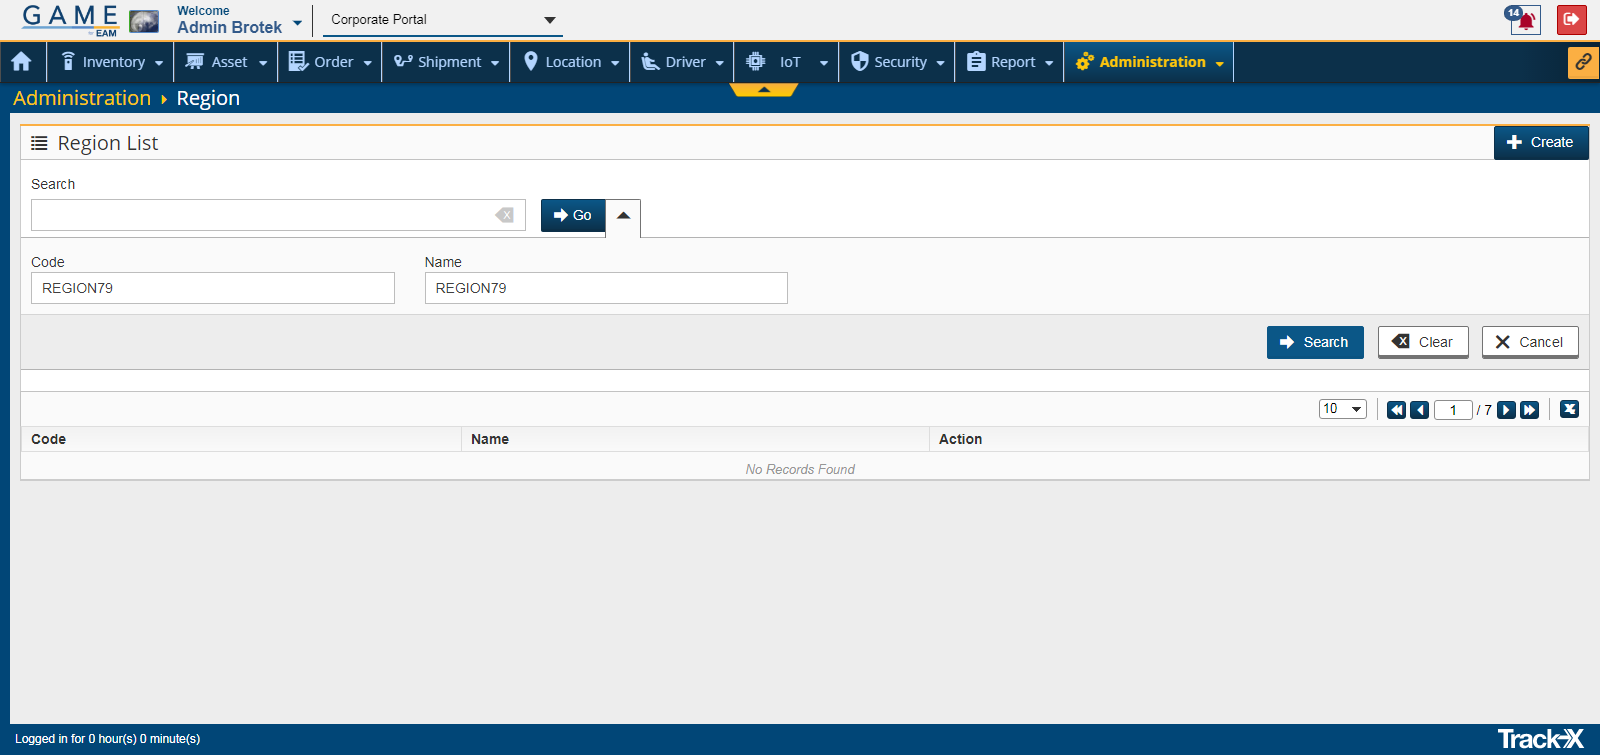 GAME
by EAM
Welcome
Admin Brotek
Corporate Portal
14
Inventory
Asset
Order
Shipment
Location
Driver
IoT
Security
Report
Administration
Administration Region
Region List
Create
Search
Go
Code
Name
REGION79
REGION79
Search
Clear
Cancel
10
1
/ 7
Code
Name
Action
No Records Found
Logged in for 0 hour(s) 0 minute(s)
Track-X